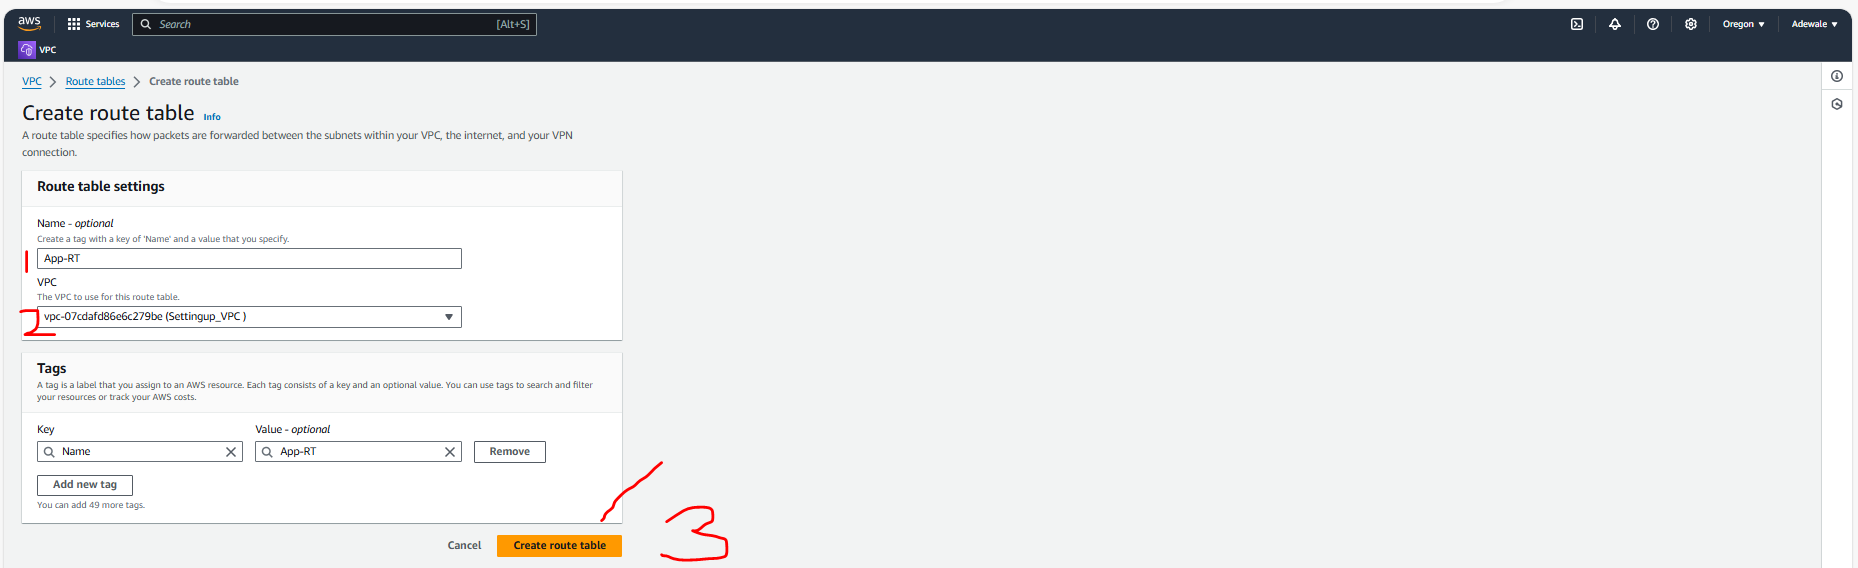 aws
Services
Search
[Alt+S]
Oregon
Adewale
VPC
VPC > Route tables > Create route table
Create route table Info
A route table specifies how packets are forwarded between the subnets within your VPC, the internet, and your VPN
connection.
Route table settings
Name - optional
Create a tag with a key of 'Name' and a value that you specify.
1
App-RT
VPC
The VPC to use for this route table.
2
vpc-07cdafd86e6c279be (Settingup_VPC )
Tags
A tag is a label that you assign to an AWS resource. Each tag consists of a key and an optional value. You can use tags to search and filter
your resources or track your AWS costs.
Key
Value - optional
Name
App-RT
Remove
Add new tag
You can add 49 more tags.
Cancel
Create route table
3